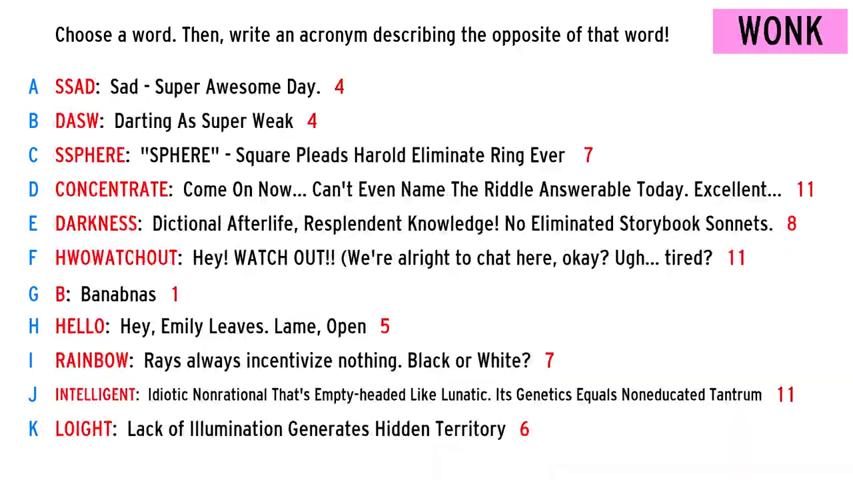 Choose a word. Then, write an acronym describing the opposite of that word!
WONK
A SSAD: Sad - Super Awesome Day. 4
B DASW: Darting As Super Weak 4
C SSPHERE: "SPHERE" - Square Pleads Harold Eliminate Ring Ever 7
D CONCENTRATE: Come On Now... Can't Even Name The Riddle Answerable Today. Excellent... 11
E DARKNESS: Dictional Afterlife, Resplendent Knowledge! No Eliminated Storybook Sonnets. 8
F HWOWATCHOUT: Hey! WATCH OUT!! (We're alright to chat here, okay? Ugh... tired? 11
G B: Banabnas 1
H HELLO: Hey, Emily Leaves. Lame, Open 5
I RAINBOW: Rays always incentivize nothing. Black or White? 7
J INTELLIGENT: Idiotic Nonrational That's Empty-headed Like Lunatic. Its Genetics Equals Noneducated Tantrum 11
K LOIGHT: Lack of Illumination Generates Hidden Territory 6